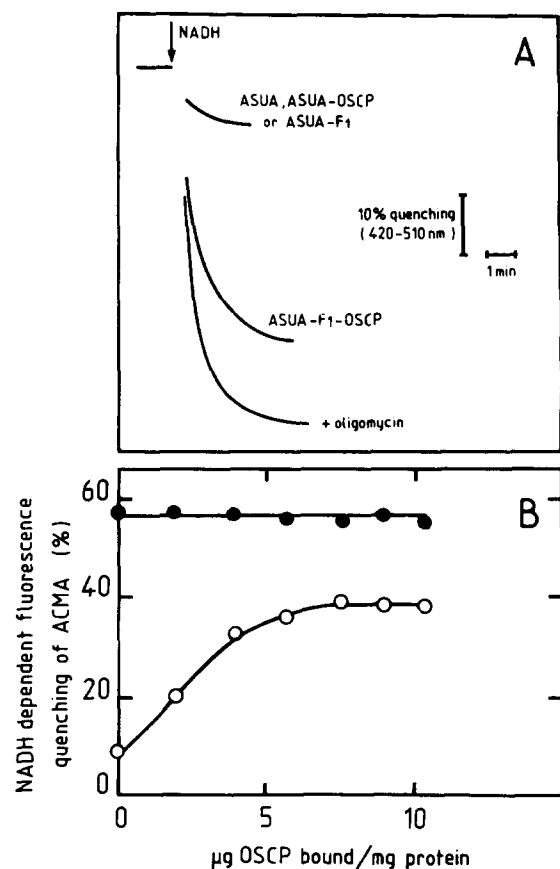 NADH
A
ASUA, ASUA-OSCP
or ASUA-F1
10% quenching
(420-510 nm)
1 min
ASUA-F1-OSCP
+ oligomycin
B
NADH dependent fluorescence
quenching of ACMA (%)
60
40
20
0
0 5 10
µg OSCP bound/mg protein